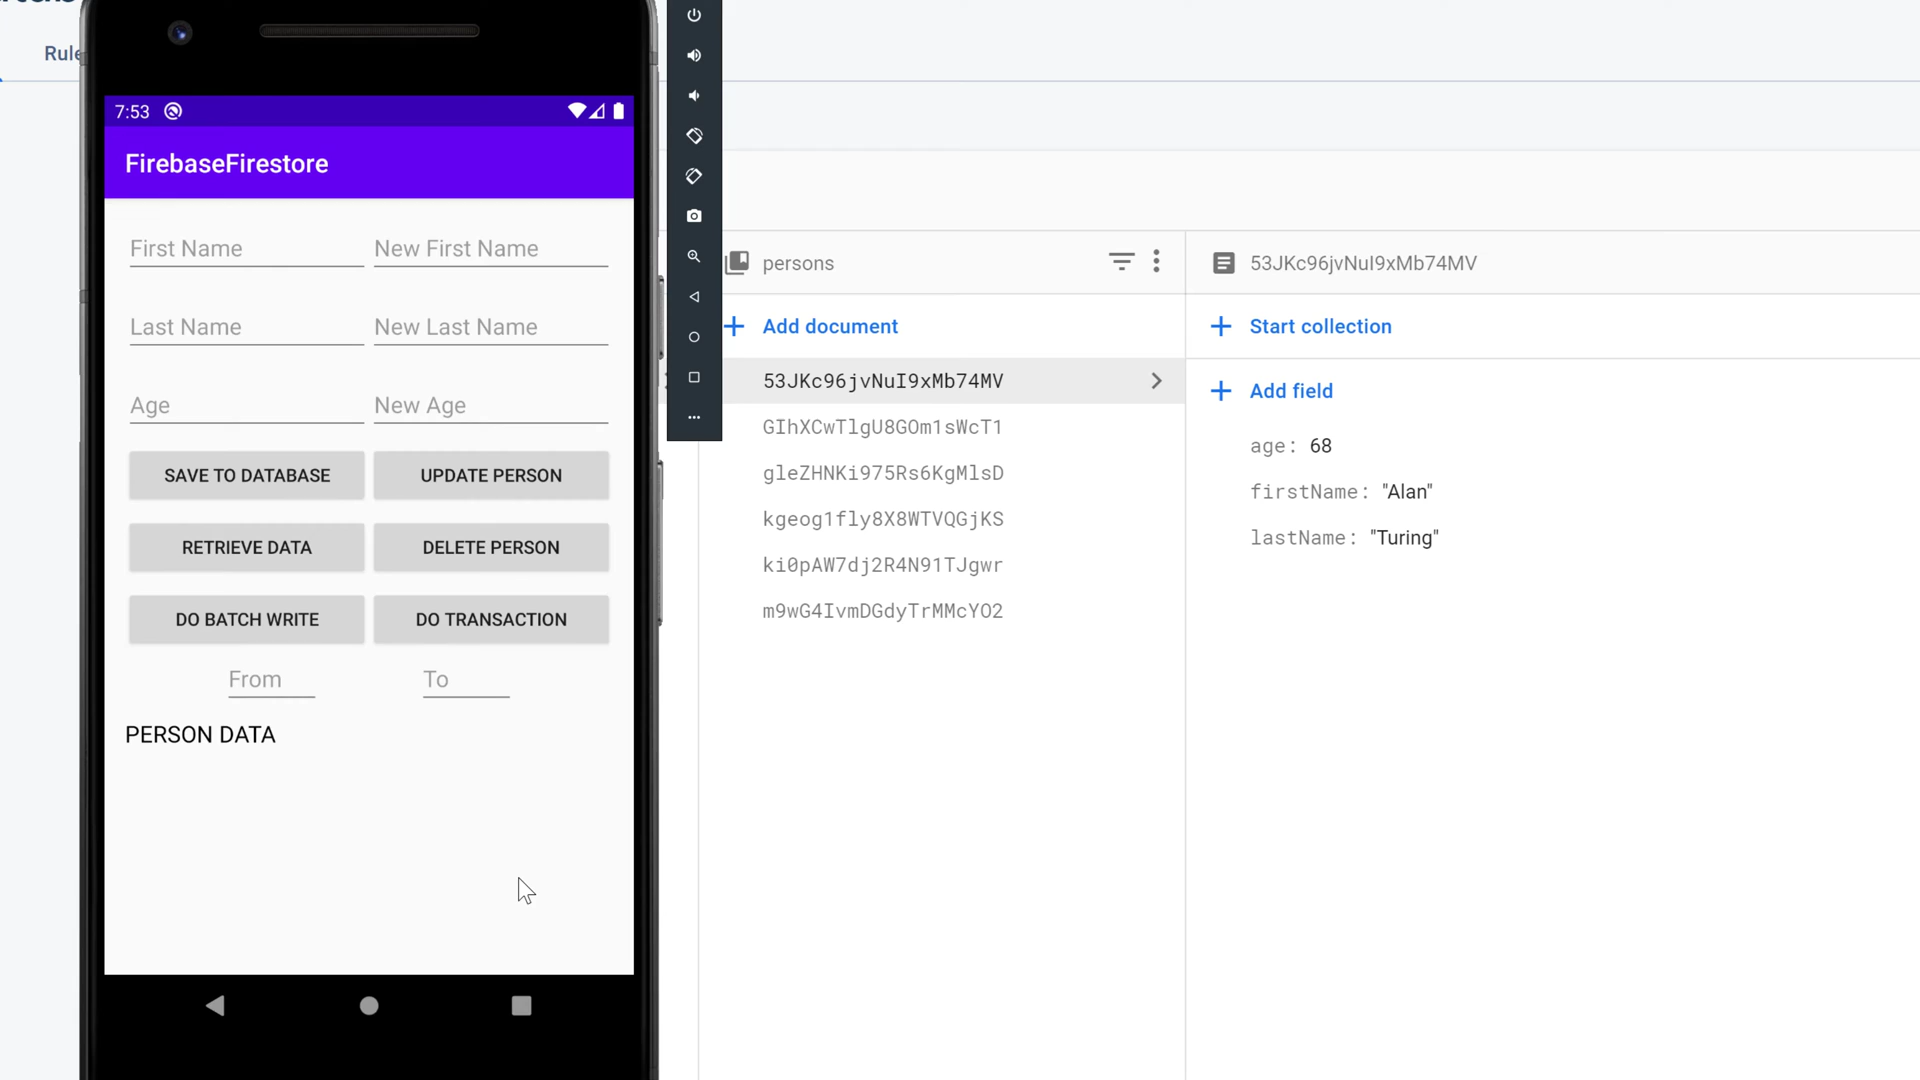 Rule
7:53
FirebaseFirestore
First Name
New First Name
Last Name
New Last Name
Age
New Age
SAVE TO DATABASE
UPDATE PERSON
RETRIEVE DATA
DELETE PERSON
DO BATCH WRITE
DO TRANSACTION
From
To
PERSON DATA
persons
Add document
53JKc96jvNuI9xMb74MV
GIhXCwTlgU8GOm1sWcT1
gleZHNKi975Rs6KgMlsD
kgeog1fly8X8WTVQGjKS
ki0pAW7dj2R4N91TJgwr
m9wG4IvmDGdyTrMMcYO2
53JKc96jvNuI9xMb74MV
Start collection
Add field
age: 68
firstName: "Alan"
lastName: "Turing"